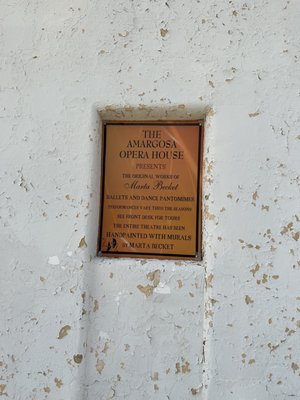 THE
AMARGOSA
OPERA HOUSE
PRESENTS
THE ORIGINAL WORKS OF
Marta Becket
BALLETS AND DANCE PANTOMIMES
PERFORMANCES VARY THRU THE SEASONS
SEE FRONT DESK FOR TOURS
THE ENTIRE THEATRE HAS BEEN
HANDPAINTED WITH MURALS
BY MARTA BECKET